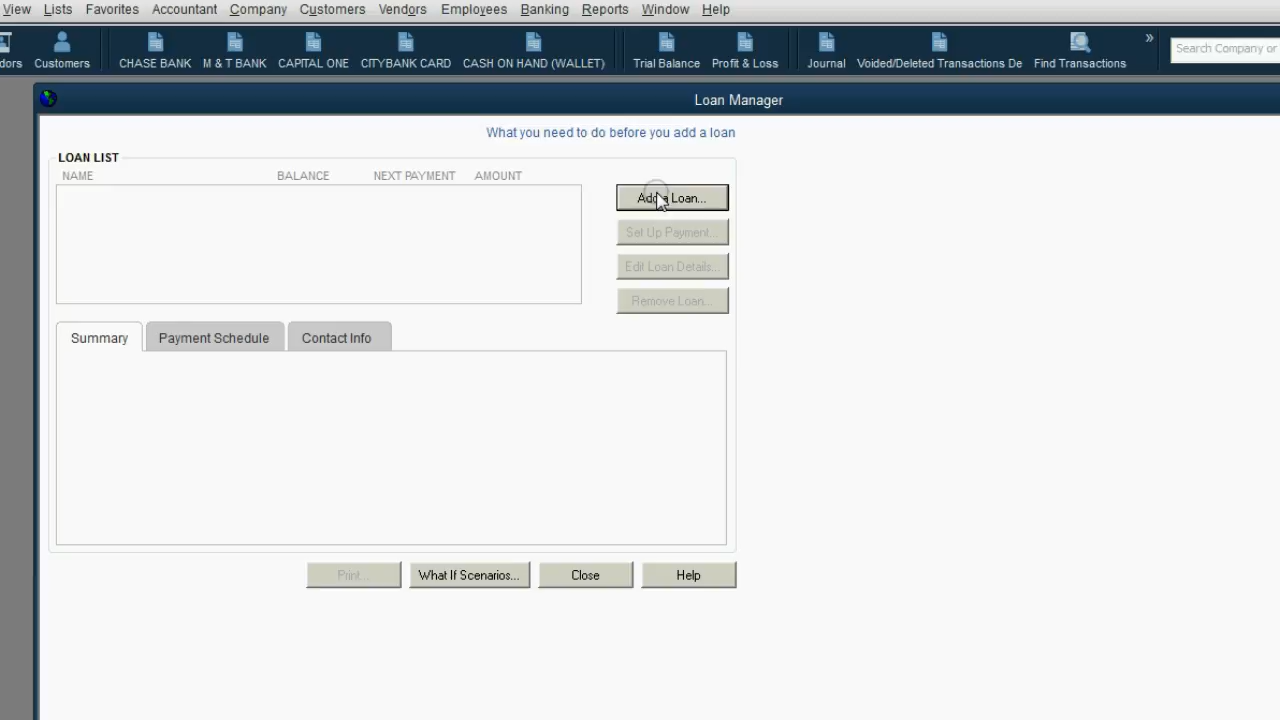 View Lists Favorites Accountant Company Customers Vendors Employees Banking Reports Window Help
dors Customers CHASE BANK M & T BANK CAPITAL ONE CITYBANK CARD CASH ON HAND (WALLET) Trial Balance Profit & Loss Journal Voided/Deleted Transactions De Find Transactions » Search Company or
Loan Manager
What you need to do before you add a loan
LOAN LIST
NAME BALANCE NEXT PAYMENT AMOUNT
Add a Loan...
Set Up Payment...
Edit Loan Details...
Remove Loan...
Summary Payment Schedule Contact Info
Print... What If Scenarios... Close Help